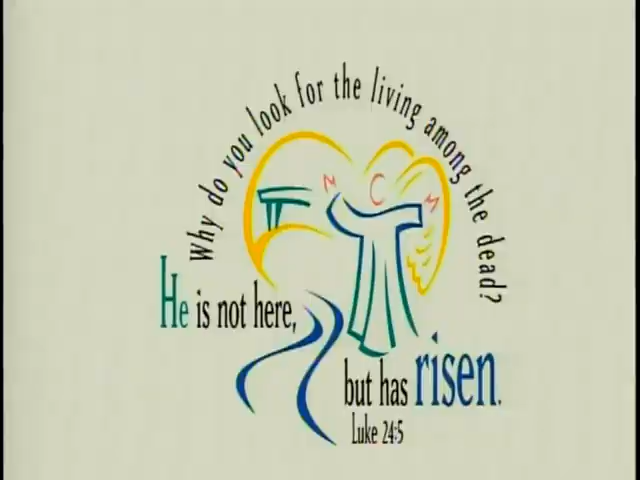 Why do you look for the living among the dead?
N C M
He is not here,
but has risen.
Luke 24:5